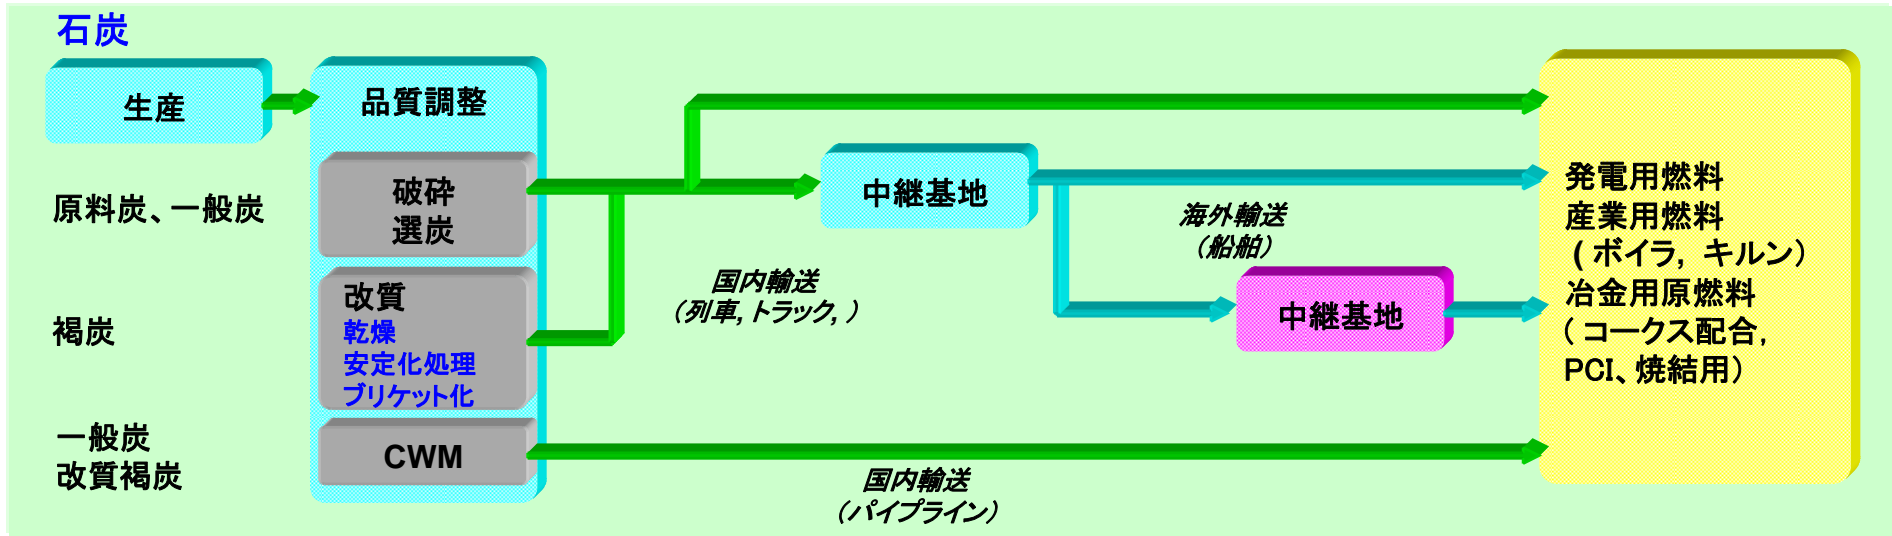 石炭
生産
品質調整
原料炭、一般炭
破砕
選炭
中継基地
国内輸送
（列車, トラック, ）
海外輸送
（船舶）
褐炭
改質
乾燥
安定化処理
ブリケット化
中継基地
一般炭
改質褐炭
CWM
国内輸送
（パイプライン）
発電用燃料
産業用燃料
( ボイラ, キルン）
冶金用原燃料
（ コークス配合,
PCI、焼結用）